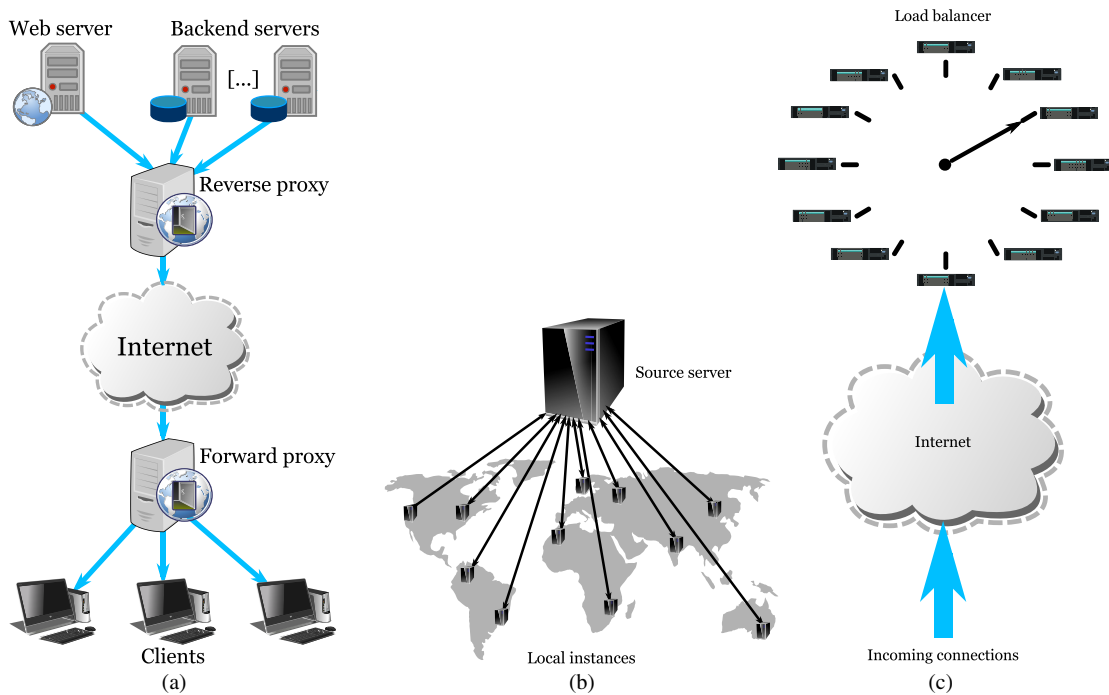 Web server
Backend servers
[...]
Reverse proxy
Internet
Forward proxy
Clients
(a)
Source server
Local instances
(b)
Load balancer
Internet
Incoming connections
(c)